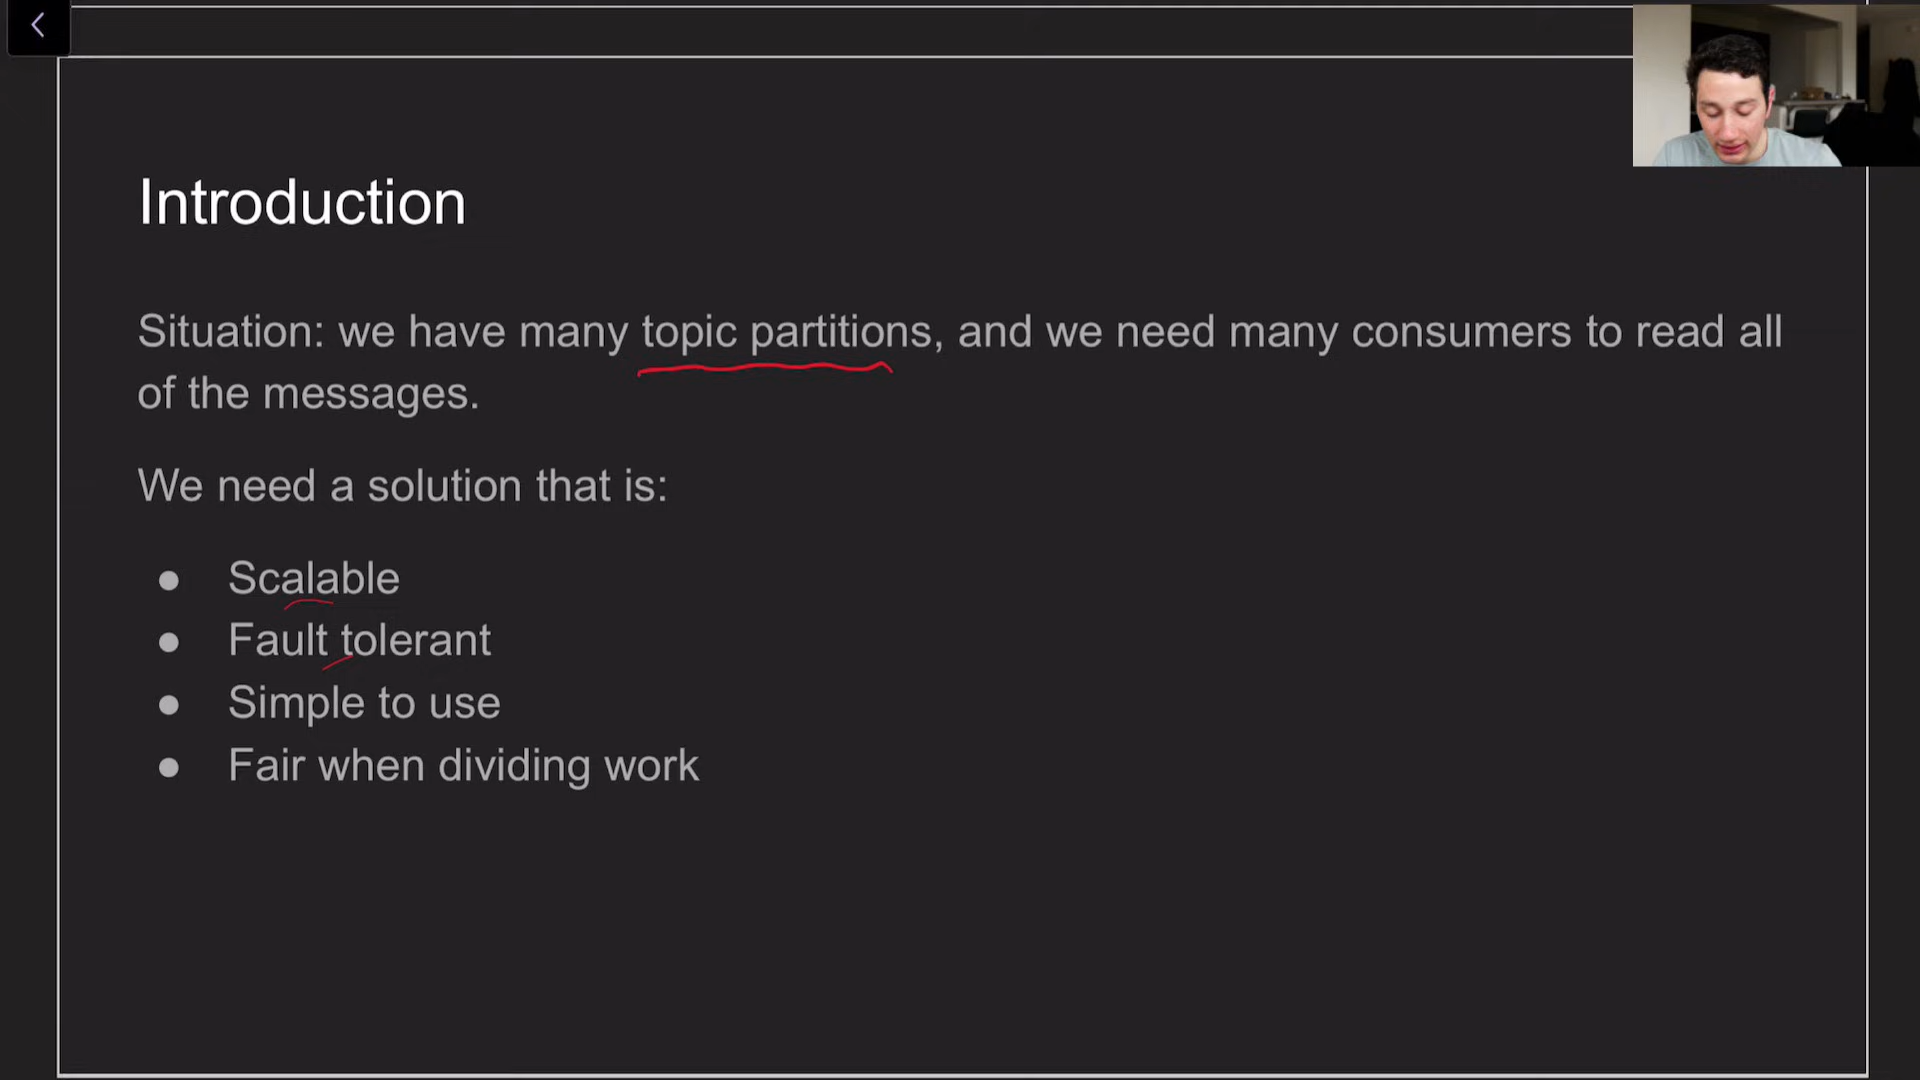 Introduction
Situation: we have many topic partitions, and we need many consumers to read all
of the messages.
We need a solution that is:
● Scalable
● Fault tolerant
● Simple to use
● Fair when dividing work